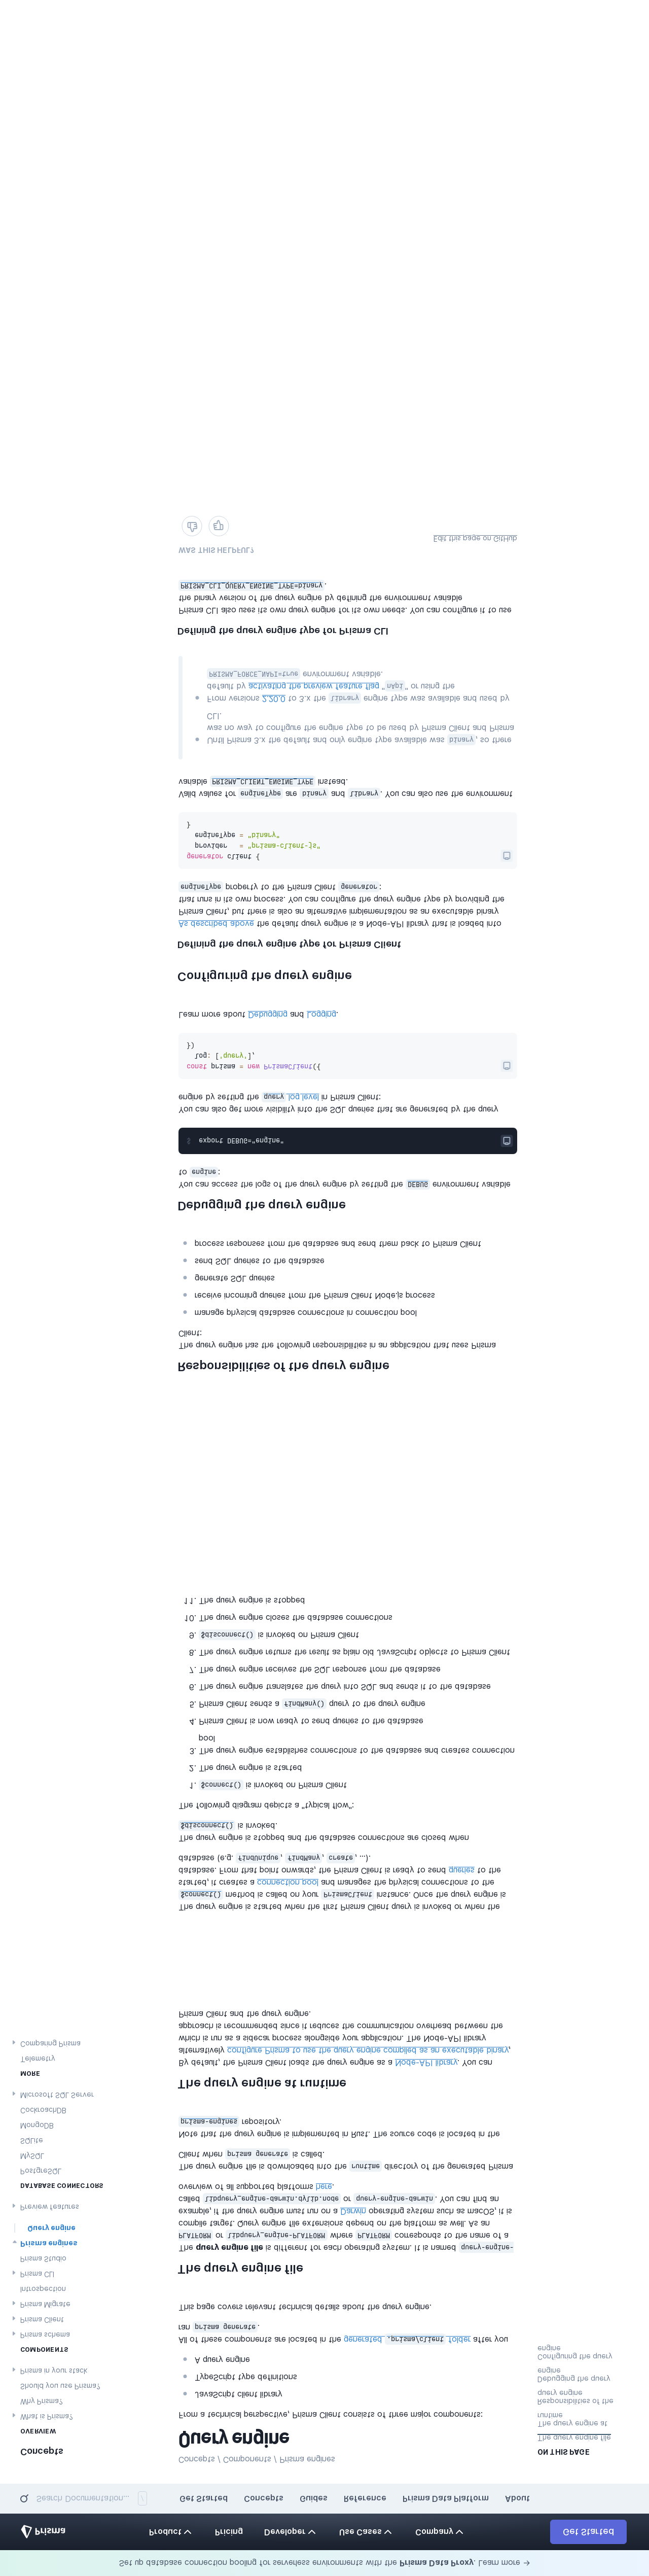 Set up database connection pooling for serverless environments with the Prisma Data Proxy. Learn more →
Prisma
Product
Pricing
Developer
Use Cases
Company
Get Started
Search Documentation...
/
Get Started
Concepts
Guides
Reference
Prisma Data Platform
About
Concepts
OVERVIEW
What is Prisma?
Why Prisma?
Should you use Prisma?
Prisma in your stack
COMPONENTS
Prisma schema
Prisma Client
Prisma Migrate
Introspection
Prisma CLI
Prisma Studio
Prisma engines
Query engine
Preview features
DATABASE CONNECTORS
PostgreSQL
MySQL
SQLite
MongoDB
CockroachDB
Microsoft SQL Server
MORE
Telemetry
Comparing Prisma
Concepts / Components / Prisma engines
Query engine
From a technical perspective, Prisma Client consists of three major components:
JavaScript client library
TypeScript type definitions
A query engine
All of these components are located in the generated .prisma/client folder after you
ran prisma generate.
This page covers relevant technical details about the query engine.
The query engine file
The query engine file is different for each operating system. It is named query-engine-
PLATFORM or libquery_engine-PLATFORM where PLATFORM corresponds to the name of a
compile target. Query engine file extensions depend on the platform as well. As an
example, if the query engine must run on a Darwin operating system such as macOS, it is
called libquery_engine-darwin.dylib.node or query-engine-darwin. You can find an
overview of all supported platforms here.
The query engine file is downloaded into the runtime directory of the generated Prisma
Client when prisma generate is called.
Note that the query engine is implemented in Rust. The source code is located in the
prisma-engines repository.
The query engine at runtime
By default, the Prisma Client loads the query engine as a Node-API library. You can
alternatively configure Prisma to use the query engine compiled as an executable binary,
which is run as a sidecar process alongside your application. The Node-API library
approach is recommended since it reduces the communication overhead between the
Prisma Client and the query engine.
The query engine is started when the first Prisma Client query is invoked or when the
$connect() method is called on your PrismaClient instance. Once the query engine is
started, it creates a connection pool and manages the physical connections to the
database. From that point onwards, the Prisma Client is ready to send queries to the
database (e.g. findUnique, findMany, create, ...).
The query engine is stopped and the database connections are closed when
$disconnect() is invoked.
The following diagram depicts a "typical flow":
1. $connect() is invoked on Prisma Client
2. The query engine is started
3. The query engine establishes connections to the database and creates connection
pool
4. Prisma Client is now ready to send queries to the database
5. Prisma Client sends a findMany() query to the query engine
6. The query engine translates the query into SQL and sends it to the database
7. The query engine receives the SQL response from the database
8. The query engine returns the result as plain old JavaScript objects to Prisma Client
9. $disconnect() is invoked on Prisma Client
10. The query engine closes the database connections
11. The query engine is stopped
Responsibilities of the query engine
The query engine has the following responsibilities in an application that uses Prisma
Client:
manage physical database connections in connection pool
receive incoming queries from the Prisma Client Node.js process
generate SQL queries
send SQL queries to the database
process responses from the database and send them back to Prisma Client
Debugging the query engine
You can access the logs of the query engine by setting the DEBUG environment variable
to engine:
export DEBUG="engine"
You can also get more visibility into the SQL queries that are generated by the query
engine by setting the query log level in Prisma Client:
const prisma = new PrismaClient({
log: ['query'],
})
Learn more about Debugging and Logging.
Configuring the query engine
Defining the query engine type for Prisma Client
As described above the default query engine is a Node-API library that is loaded into
Prisma Client, but there is also an alternative implementation as an executable binary
that runs in its own process. You can configure the query engine type by providing the
engineType property to the Prisma Client generator:
generator client {
provider = "prisma-client-js"
engineType = "binary"
}
Valid values for engineType are binary and library. You can also use the environment
variable PRISMA_CLIENT_ENGINE_TYPE instead.
Until Prisma 3.x the default and only engine type available was binary, so there
was no way to configure the engine type to be used by Prisma Client and Prisma
CLI.
From versions 2.20.0 to 3.x the library engine type was available and used by
default by activating the preview feature flag "nApi" or using the
PRISMA_FORCE_NAPI=true environment variable.
Defining the query engine type for Prisma CLI
Prisma CLI also uses its own query engine for its own needs. You can configure it to use
the binary version of the query engine by defining the environment variable
PRISMA_CLI_QUERY_ENGINE_TYPE=binary.
WAS THIS HELPFUL?
Edit this page on GitHub
ON THIS PAGE
The query engine file
The query engine at
runtime
Responsibilities of the
query engine
Debugging the query
engine
Configuring the query
engine